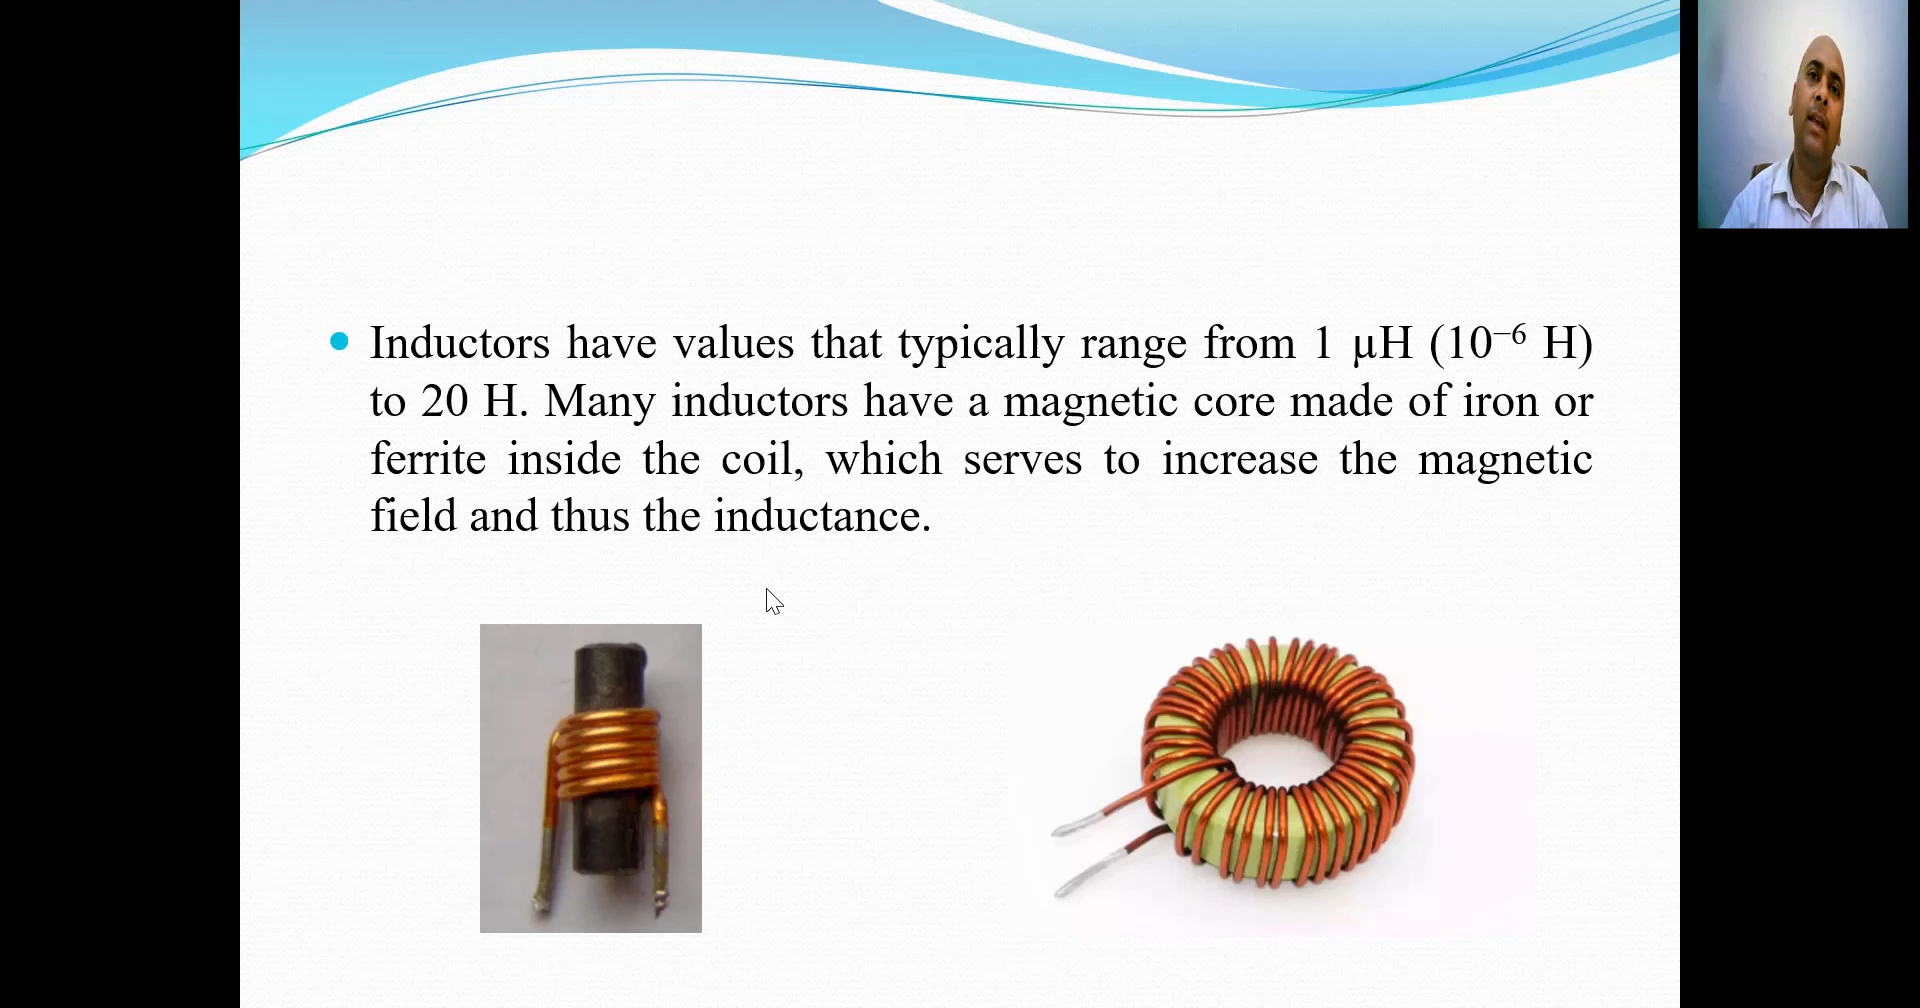 Inductors have values that typically range from 1 µH (10⁻⁶ H)
to 20 H. Many inductors have a magnetic core made of iron or
ferrite inside the coil, which serves to increase the magnetic
field and thus the inductance.